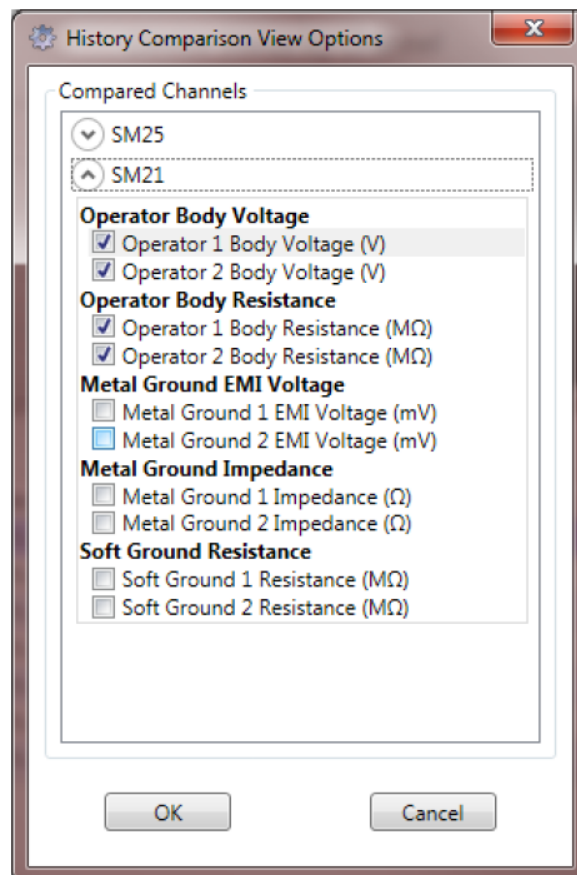 History Comparison View Options
Compared Channels
SM25
SM21
Operator Body Voltage
Operator 1 Body Voltage (V)
Operator 2 Body Voltage (V)
Operator Body Resistance
Operator 1 Body Resistance (MΩ)
Operator 2 Body Resistance (MΩ)
Metal Ground EMI Voltage
Metal Ground 1 EMI Voltage (mV)
Metal Ground 2 EMI Voltage (mV)
Metal Ground Impedance
Metal Ground 1 Impedance (Ω)
Metal Ground 2 Impedance (Ω)
Soft Ground Resistance
Soft Ground 1 Resistance (MΩ)
Soft Ground 2 Resistance (MΩ)
OK Cancel